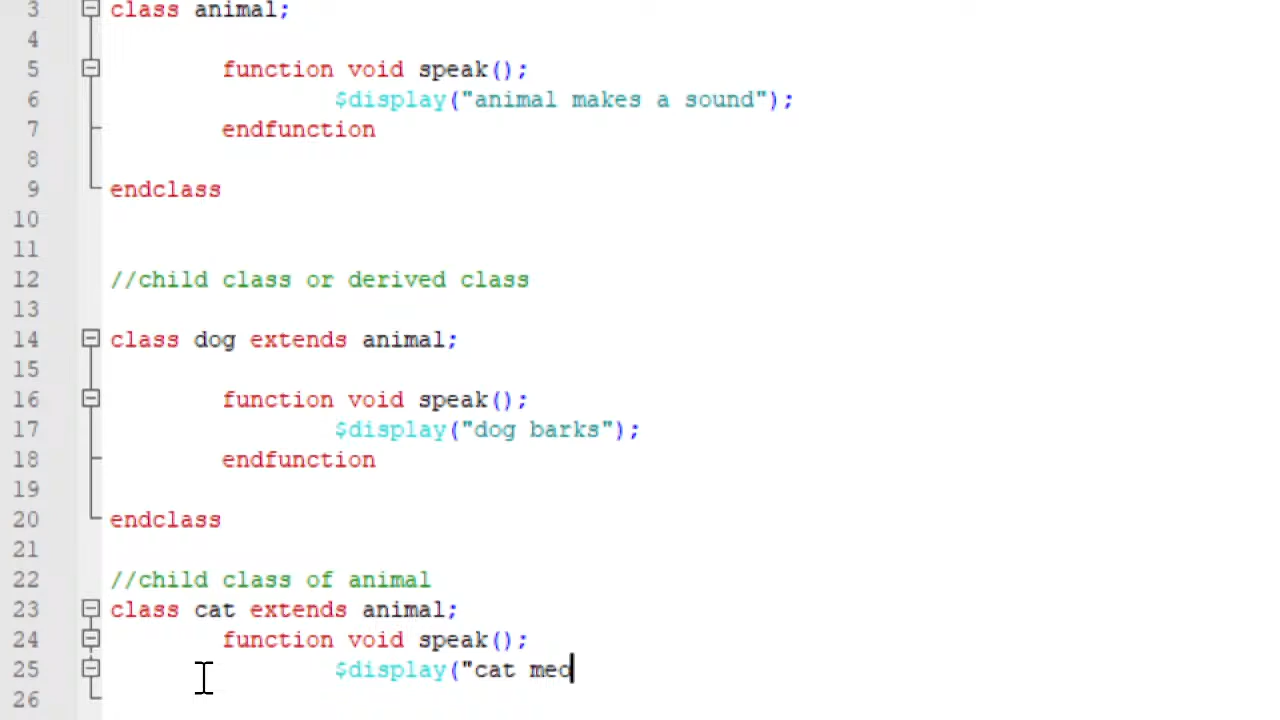 3 class animal;
4
5 function void speak();
6 $display("animal makes a sound");
7 endfunction
8
9 endclass
10
11
12 //child class or derived class
13
14 class dog extends animal;
15
16 function void speak();
17 $display("dog barks");
18 endfunction
19
20 endclass
21
22 //child class of animal
23 class cat extends animal;
24 function void speak();
25 $display("cat meo
26